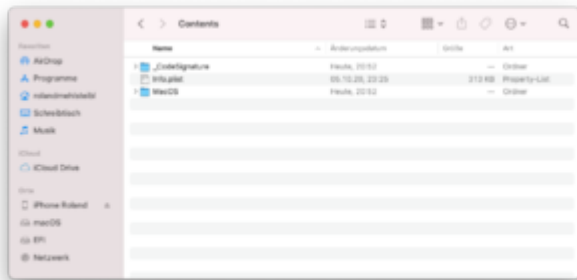 Contents
Favoriten
AirDrop
Programme
Schreibtisch
Musik
iCloud
iCloud Drive
Orte
iPhone Roland
macOS
EFI
Netzwerk
Name Änderungsdatum Größe Art
_CodeSignature Heute, 20:52 -- Ordner
Info.plist 05.10.20, 23:25 212 KB Property-List
MacOS Heute, 20:52 -- Ordner